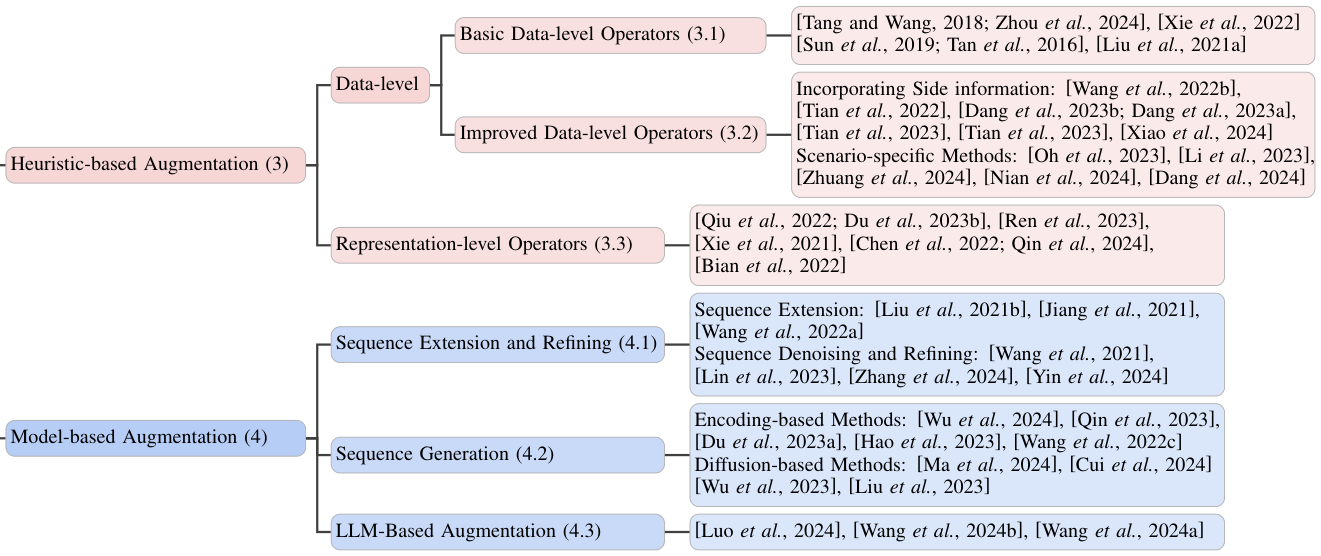 Heuristic-based Augmentation (3)
Data-level
Basic Data-level Operators (3.1)
[Tang and Wang, 2018; Zhou et al., 2024], [Xie et al., 2022]
[Sun et al., 2019; Tan et al., 2016], [Liu et al., 2021a]
Improved Data-level Operators (3.2)
Incorporating Side information: [Wang et al., 2022b],
[Tian et al., 2022], [Dang et al., 2023b; Dang et al., 2023a],
[Tian et al., 2023], [Tian et al., 2023], [Xiao et al., 2024]
Scenario-specific Methods: [Oh et al., 2023], [Li et al., 2023],
[Zhuang et al., 2024], [Nian et al., 2024], [Dang et al., 2024]
Representation-level Operators (3.3)
[Qiu et al., 2022; Du et al., 2023b], [Ren et al., 2023],
[Xie et al., 2021], [Chen et al., 2022; Qin et al., 2024],
[Bian et al., 2022]
Model-based Augmentation (4)
Sequence Extension and Refining (4.1)
Sequence Extension: [Liu et al., 2021b], [Jiang et al., 2021],
[Wang et al., 2022a]
Sequence Denoising and Refining: [Wang et al., 2021],
[Lin et al., 2023], [Zhang et al., 2024], [Yin et al., 2024]
Sequence Generation (4.2)
Encoding-based Methods: [Wu et al., 2024], [Qin et al., 2023],
[Du et al., 2023a], [Hao et al., 2023], [Wang et al., 2022c]
Diffusion-based Methods: [Ma et al., 2024], [Cui et al., 2024]
[Wu et al., 2023], [Liu et al., 2023]
LLM-Based Augmentation (4.3)
[Luo et al., 2024], [Wang et al., 2024b], [Wang et al., 2024a]